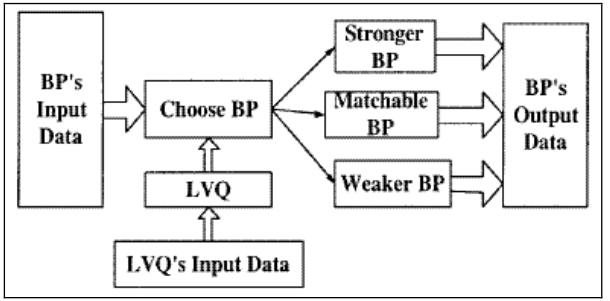 BP's
Input
Data
Choose BP
LVQ
LVQ's Input Data
Stronger
BP
Matchable
BP
Weaker BP
BP's
Output
Data